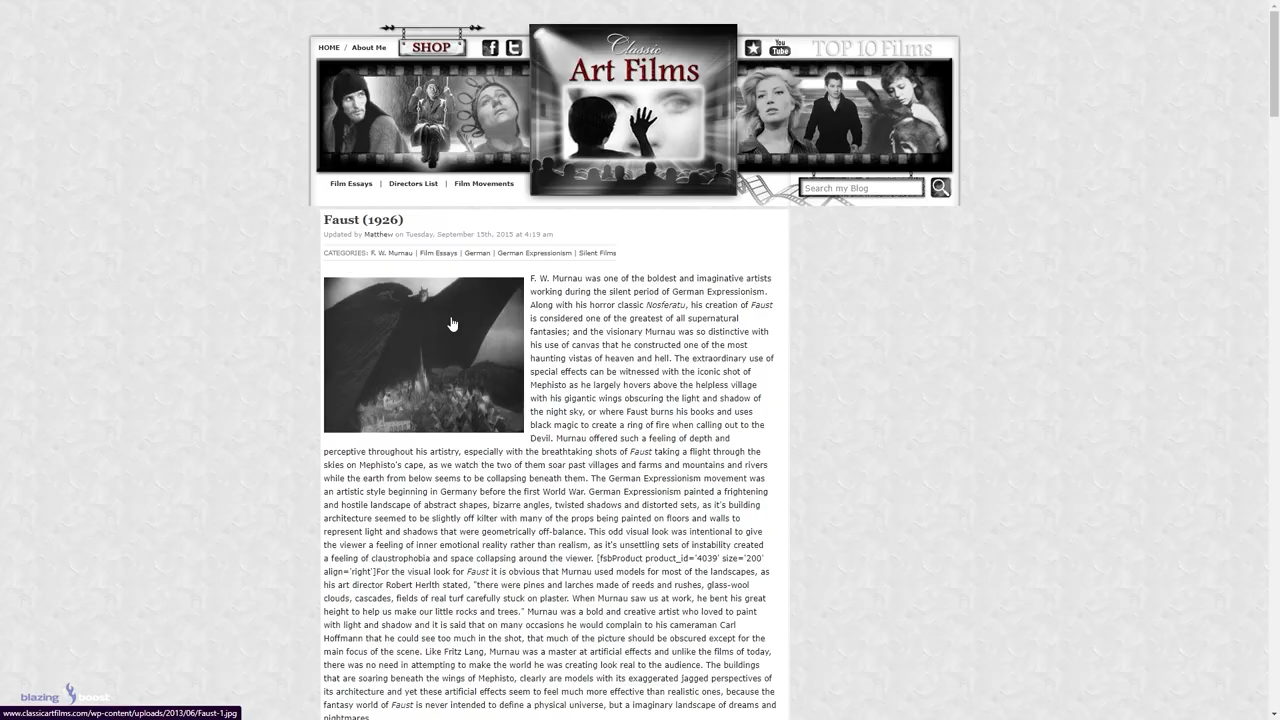 HOME / About Me
SHOP
Classic
Art Films
You
Tube
TOP 10 Films
Film Essays | Directors List | Film Movements
Search my Blog
Faust (1926)
Updated by Matthew on Tuesday, September 15th, 2015 at 4:19 am
CATEGORIES: F. W. Murnau | Film Essays | German | German Expressionism | Silent Films
F. W. Murnau was one of the boldest and imaginative artists
working during the silent period of German Expressionism.
Along with his horror classic Nosferatu, his creation of Faust
is considered one of the greatest of all supernatural
fantasies; and the visionary Murnau was so distinctive with
his use of canvas that he constructed one of the most
haunting vistas of heaven and hell. The extraordinary use of
special effects can be witnessed with the iconic shot of
Mephisto as he largely hovers above the helpless village
with his gigantic wings obscuring the light and shadow of
the night sky, or where Faust burns his books and uses
black magic to create a ring of fire when calling out to the
Devil. Murnau offered such a feeling of depth and
perceptive throughout his artistry, especially with the breathtaking shots of Faust taking a flight through the
skies on Mephisto's cape, as we watch the two of them soar past villages and farms and mountains and rivers
while the earth from below seems to be collapsing beneath them. The German Expressionism movement was
an artistic style beginning in Germany before the first World War. German Expressionism painted a frightening
and hostile landscape of abstract shapes, bizarre angles, twisted shadows and distorted sets, as it's building
architecture seemed to be slightly off kilter with many of the props being painted on floors and walls to
represent light and shadows that were geometrically off-balance. This odd visual look was intentional to give
the viewer a feeling of inner emotional reality rather than realism, as it's unsettling sets of instability created
a feeling of claustrophobia and space collapsing around the viewer. [fsbProduct product_id='4039' size='200'
align='right']For the visual look for Faust it is obvious that Murnau used models for most of the landscapes, as
his art director Robert Herlth stated, "there were pines and larches made of reeds and rushes, glass-wool
clouds, cascades, fields of real turf carefully stuck on plaster. When Murnau saw us at work, he bent his great
height to help us make our little rocks and trees." Murnau was a bold and creative artist who loved to paint
with light and shadow and it is said that on many occasions he would complain to his cameraman Carl
Hoffmann that he could see too much in the shot, that much of the picture should be obscured except for the
main focus of the scene. Like Fritz Lang, Murnau was a master at artificial effects and unlike the films of today,
there was no need in attempting to make the world he was creating look real to the audience. The buildings
that are soaring beneath the wings of Mephisto, clearly are models with its exaggerated jagged perspectives of
its architecture and yet these artificial effects seem to feel much more effective than realistic ones, because the
fantasy world of Faust is never intended to define a physical universe, but a imaginary landscape of dreams and
nightmares.
blazing boost
www.classicartfilms.com/wp-content/uploads/2013/06/Faust-1.jpg